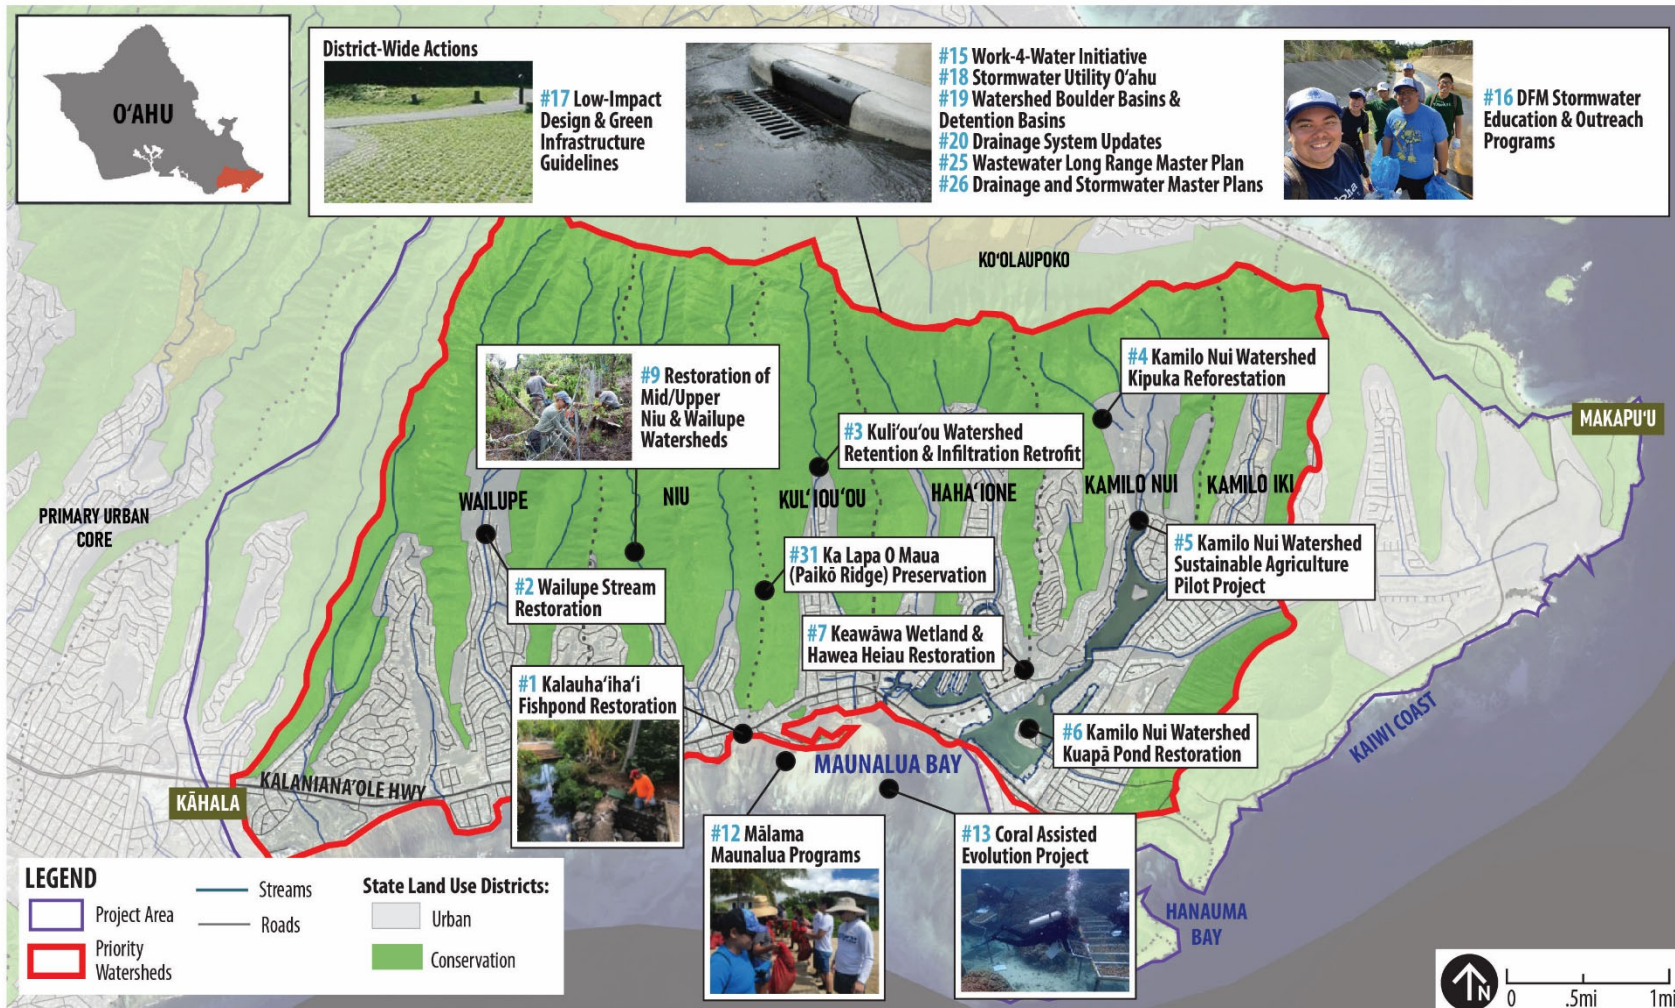 O‘AHU
District-Wide Actions
#17 Low-Impact
Design & Green
Infrastructure
Guidelines
#15 Work-4-Water Initiative
#18 Stormwater Utility O‘ahu
#19 Watershed Boulder Basins &
Detention Basins
#20 Drainage System Updates
#25 Wastewater Long Range Master Plan
#26 Drainage and Stormwater Master Plans
#16 DFM Stormwater
Education & Outreach
Programs
KO‘OLAUPOKO
#9 Restoration of
Mid/Upper
Niu & Wailupe
Watersheds
#4 Kamilo Nui Watershed
Kipuka Reforestation
MAKAPU‘U
#3 Kuli‘ou‘ou Watershed
Retention & Infiltration Retrofit
WAILUPE
NIU
KUL‘IOU‘OU
HAHA‘IONE
KAMILO NUI
KAMILO IKI
PRIMARY URBAN
CORE
#2 Wailupe Stream
Restoration
#31 Ka Lapa O Maua
(Paikō Ridge) Preservation
#5 Kamilo Nui Watershed
Sustainable Agriculture
Pilot Project
#7 Keawāwa Wetland &
Hawea Heiau Restoration
#1 Kalauha‘iha‘i
Fishpond Restoration
#6 Kamilo Nui Watershed
Kuapā Pond Restoration
KAIWI COAST
MAUNALUA BAY
KALANIANA‘OLE HWY
KĀHALA
#12 Mālama
Maunalua Programs
#13 Coral Assisted
Evolution Project
HANAUMA
BAY
LEGEND
Project Area
Priority
Watersheds
Streams
Roads
State Land Use Districts:
Urban
Conservation
N
0 .5mi 1mi